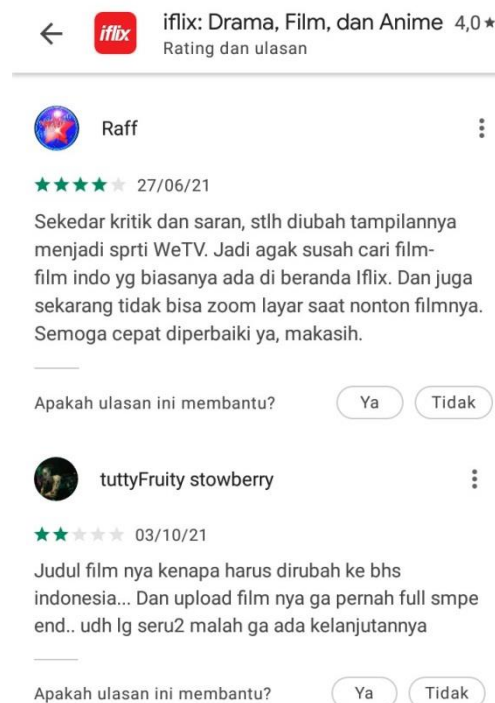 iflix: Drama, Film, dan Anime 4,0★
iflix
Rating dan ulasan
Raff
27/06/21
Sekedar kritik dan saran, stlh diubah tampilannya
menjadi sprti WeTV. Jadi agak susah cari film-
film indo yg biasanya ada di beranda Iflix. Dan juga
sekarang tidak bisa zoom layar saat nonton filmnya.
Semoga cepat diperbaiki ya, makasih.
Apakah ulasan ini membantu? Ya Tidak
tuttyFruity stowberry
03/10/21
Judul film nya kenapa harus dirubah ke bhs
indonesia... Dan upload film nya ga pernah full smpe
end.. udh lg seru2 malah ga ada kelanjutannya
Apakah ulasan ini membantu? Ya Tidak